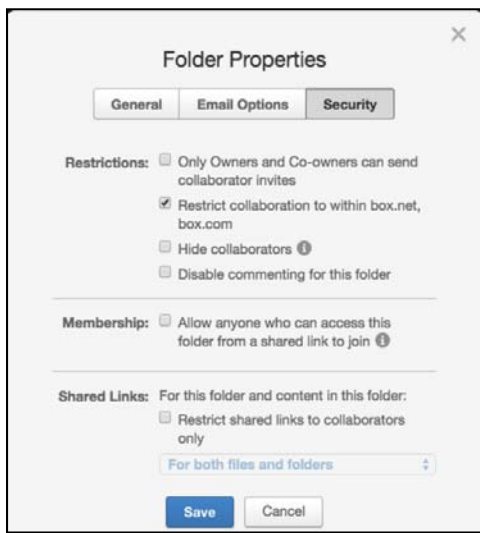 Folder Properties
General Email Options Security
Restrictions: Only Owners and Co-owners can send
collaborator invites
Restrict collaboration to within box.net,
box.com
Hide collaborators
Disable commenting for this folder
Membership: Allow anyone who can access this
folder from a shared link to join
Shared Links: For this folder and content in this folder:
Restrict shared links to collaborators
only
For both files and folders
Save Cancel